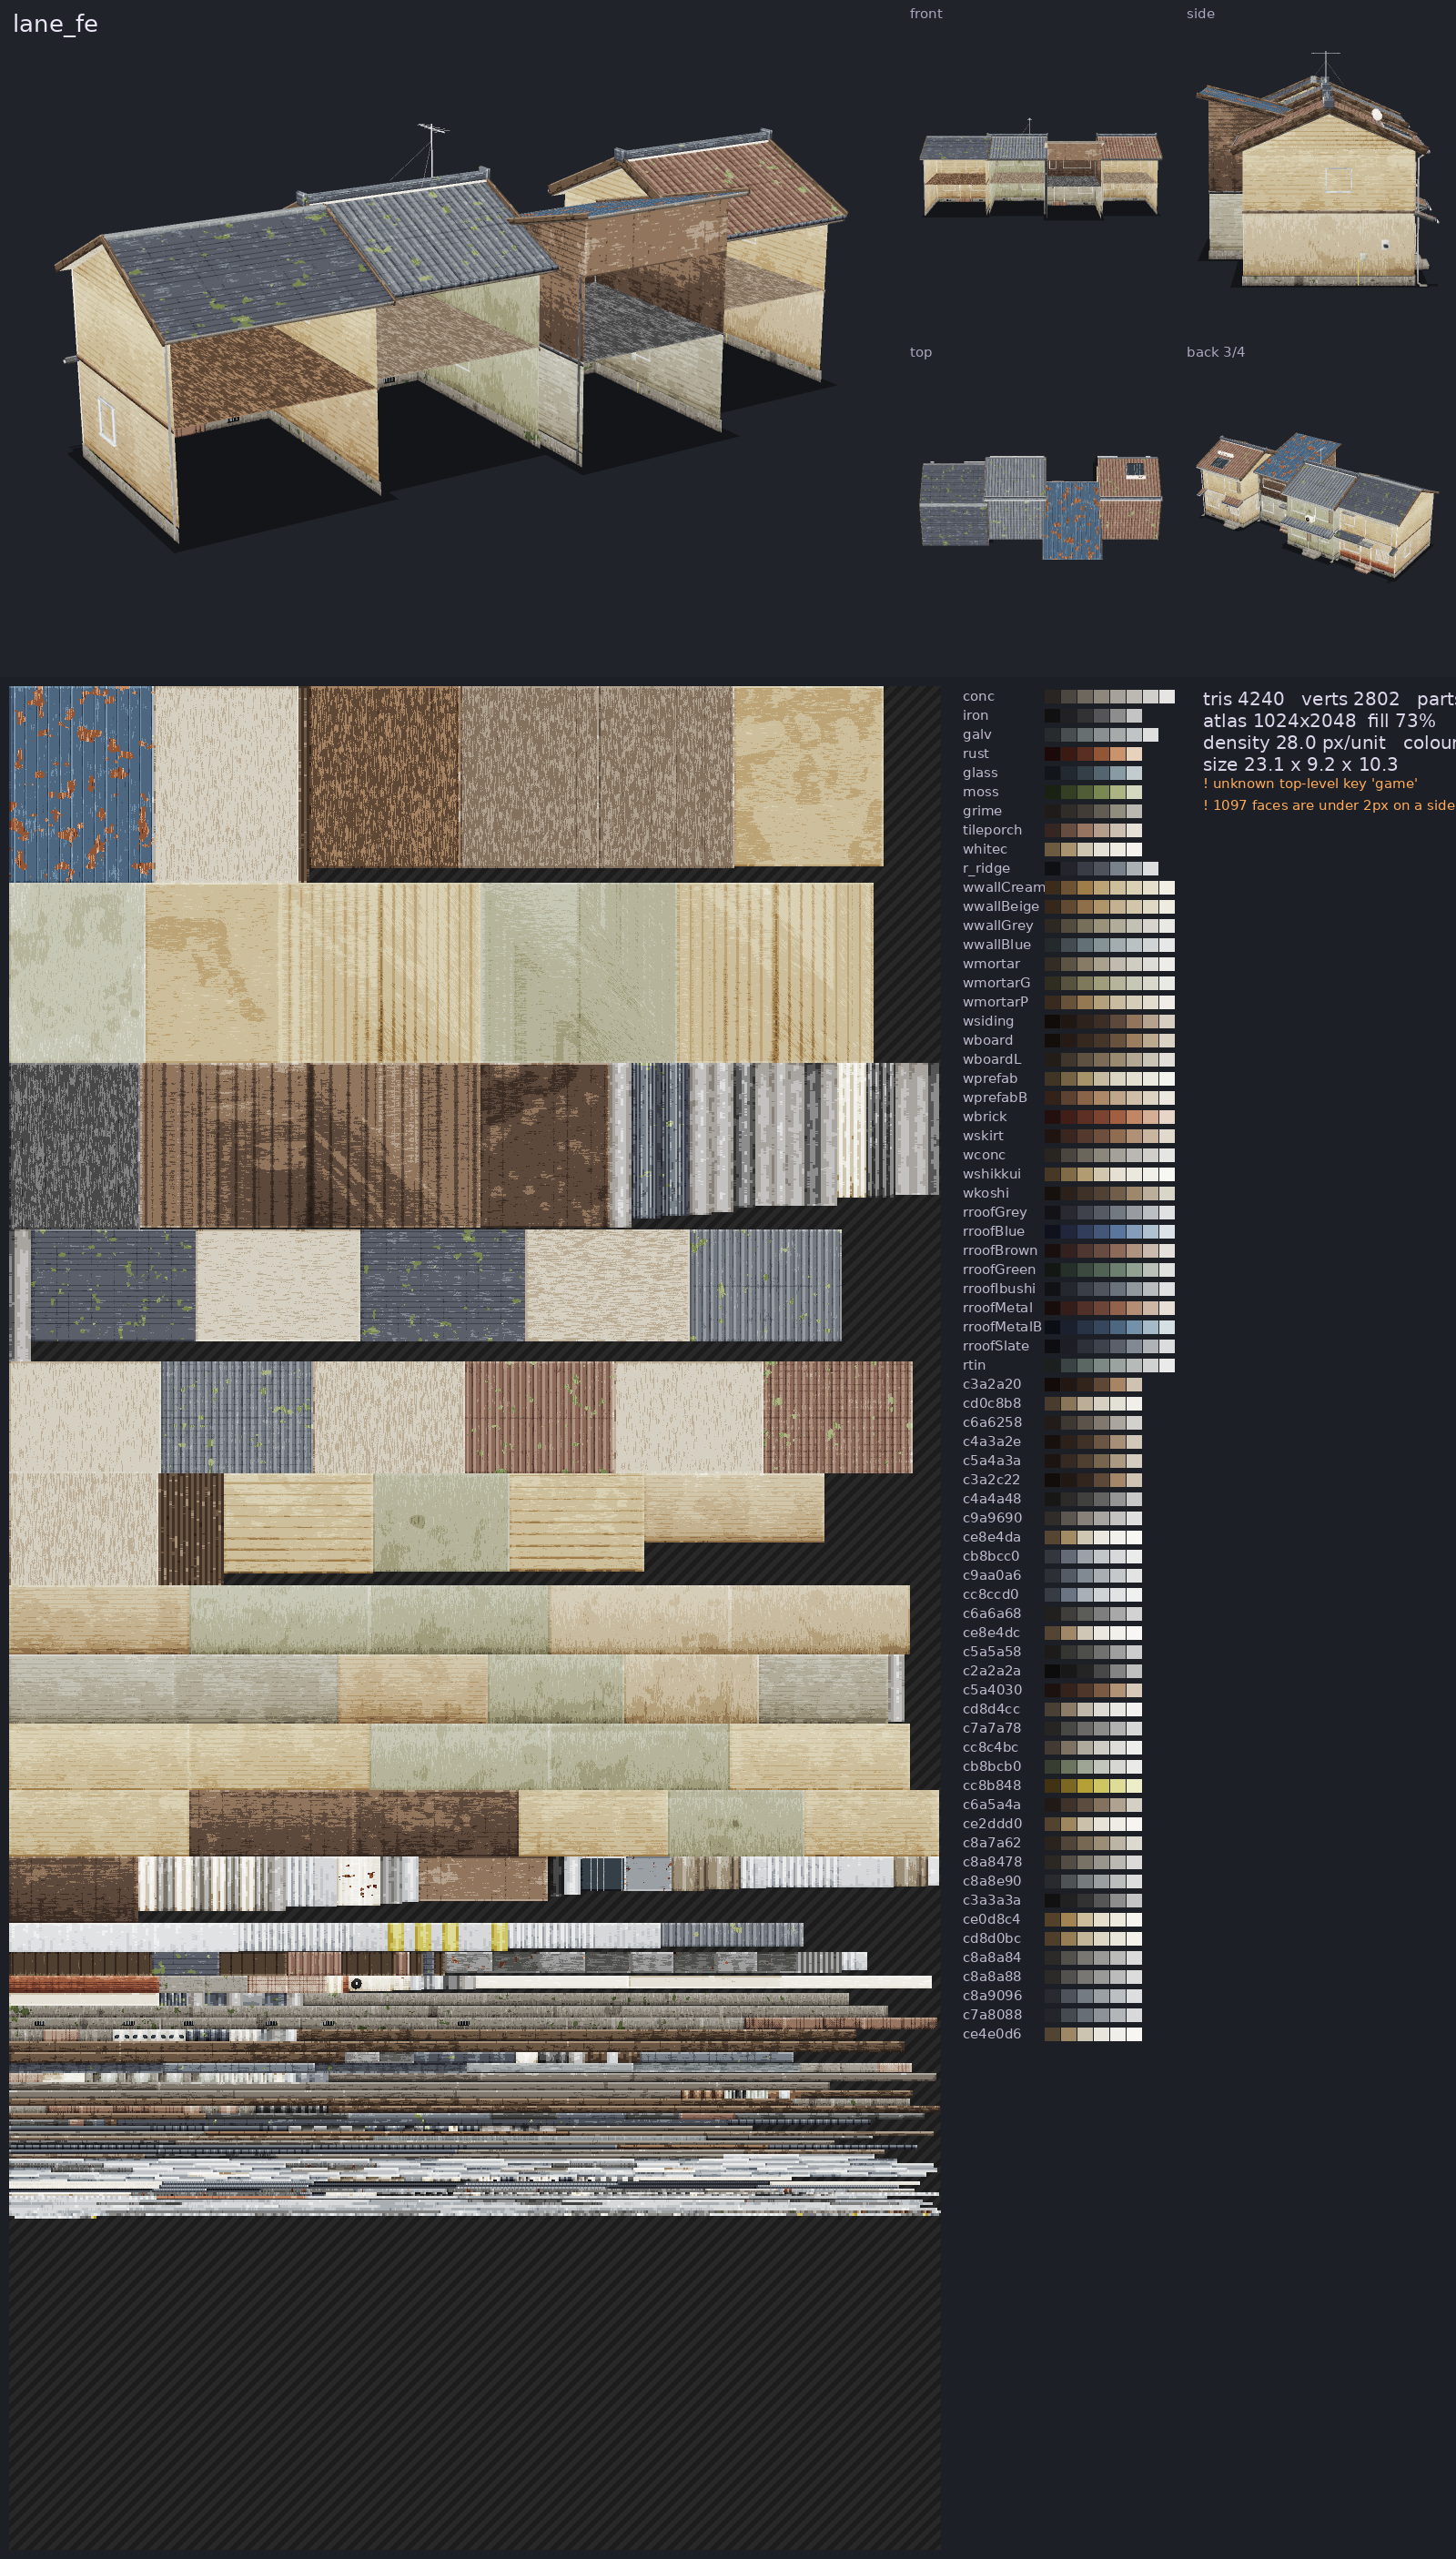 lane_fe
front
side
top
back 3/4
conc
iron
galv
rust
glass
moss
grime
tileporch
whitec
r_ridge
wwallCream
wwallBeige
wwallGrey
wwallBlue
wmortar
wmortarG
wmortarP
wsiding
wboard
wboardL
wprefab
wprefabB
wbrick
wskirt
wconc
wshikkui
wkoshi
rroofGrey
rroofBlue
rroofBrown
rroofGreen
rroofIbushi
rroofMetal
rroofMetalB
rroofSlate
rtin
c3a2a20
cd0c8b8
c6a6258
c4a3a2e
c5a4a3a
c3a2c22
c4a4a48
c9a9690
ce8e4da
cb8bcc0
c9aa0a6
cc8ccd0
c6a6a68
ce8e4dc
c5a5a58
c2a2a2a
c5a4030
cd8d4cc
c7a7a78
cc8c4bc
cb8bcb0
cc8b848
c6a5a4a
ce2ddd0
c8a7a62
c8a8478
c8a8e90
c3a3a3a
ce0d8c4
cd8d0bc
c8a8a84
c8a8a88
c8a9096
c7a8088
ce4e0d6
tris 4240 verts 2802 parts
atlas 1024x2048 fill 73%
density 28.0 px/unit colour
size 23.1 x 9.2 x 10.3
! unknown top-level key 'game'
! 1097 faces are under 2px on a side